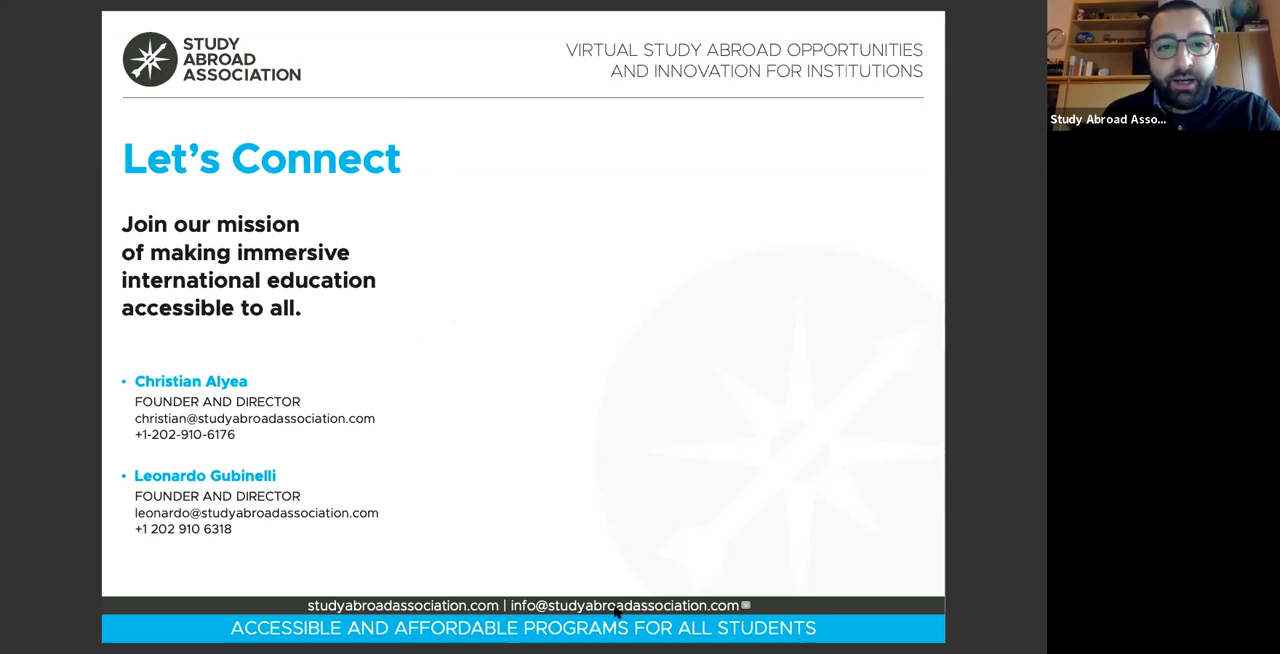 STUDY
ABROAD
ASSOCIATION
VIRTUAL STUDY ABROAD OPPORTUNITIES
AND INNOVATION FOR INSTITUTIONS
Let's Connect
Join our mission
of making immersive
international education
accessible to all.
• Christian Alyea
FOUNDER AND DIRECTOR
christian@studyabroadassociation.com
+1-202-910-6176
• Leonardo Gubinelli
FOUNDER AND DIRECTOR
leonardo@studyabroadassociation.com
+1 202 910 6318
studyabroadassociation.com | info@studyabroadassociation.com
ACCESSIBLE AND AFFORDABLE PROGRAMS FOR ALL STUDENTS
Study Abroad Asso...